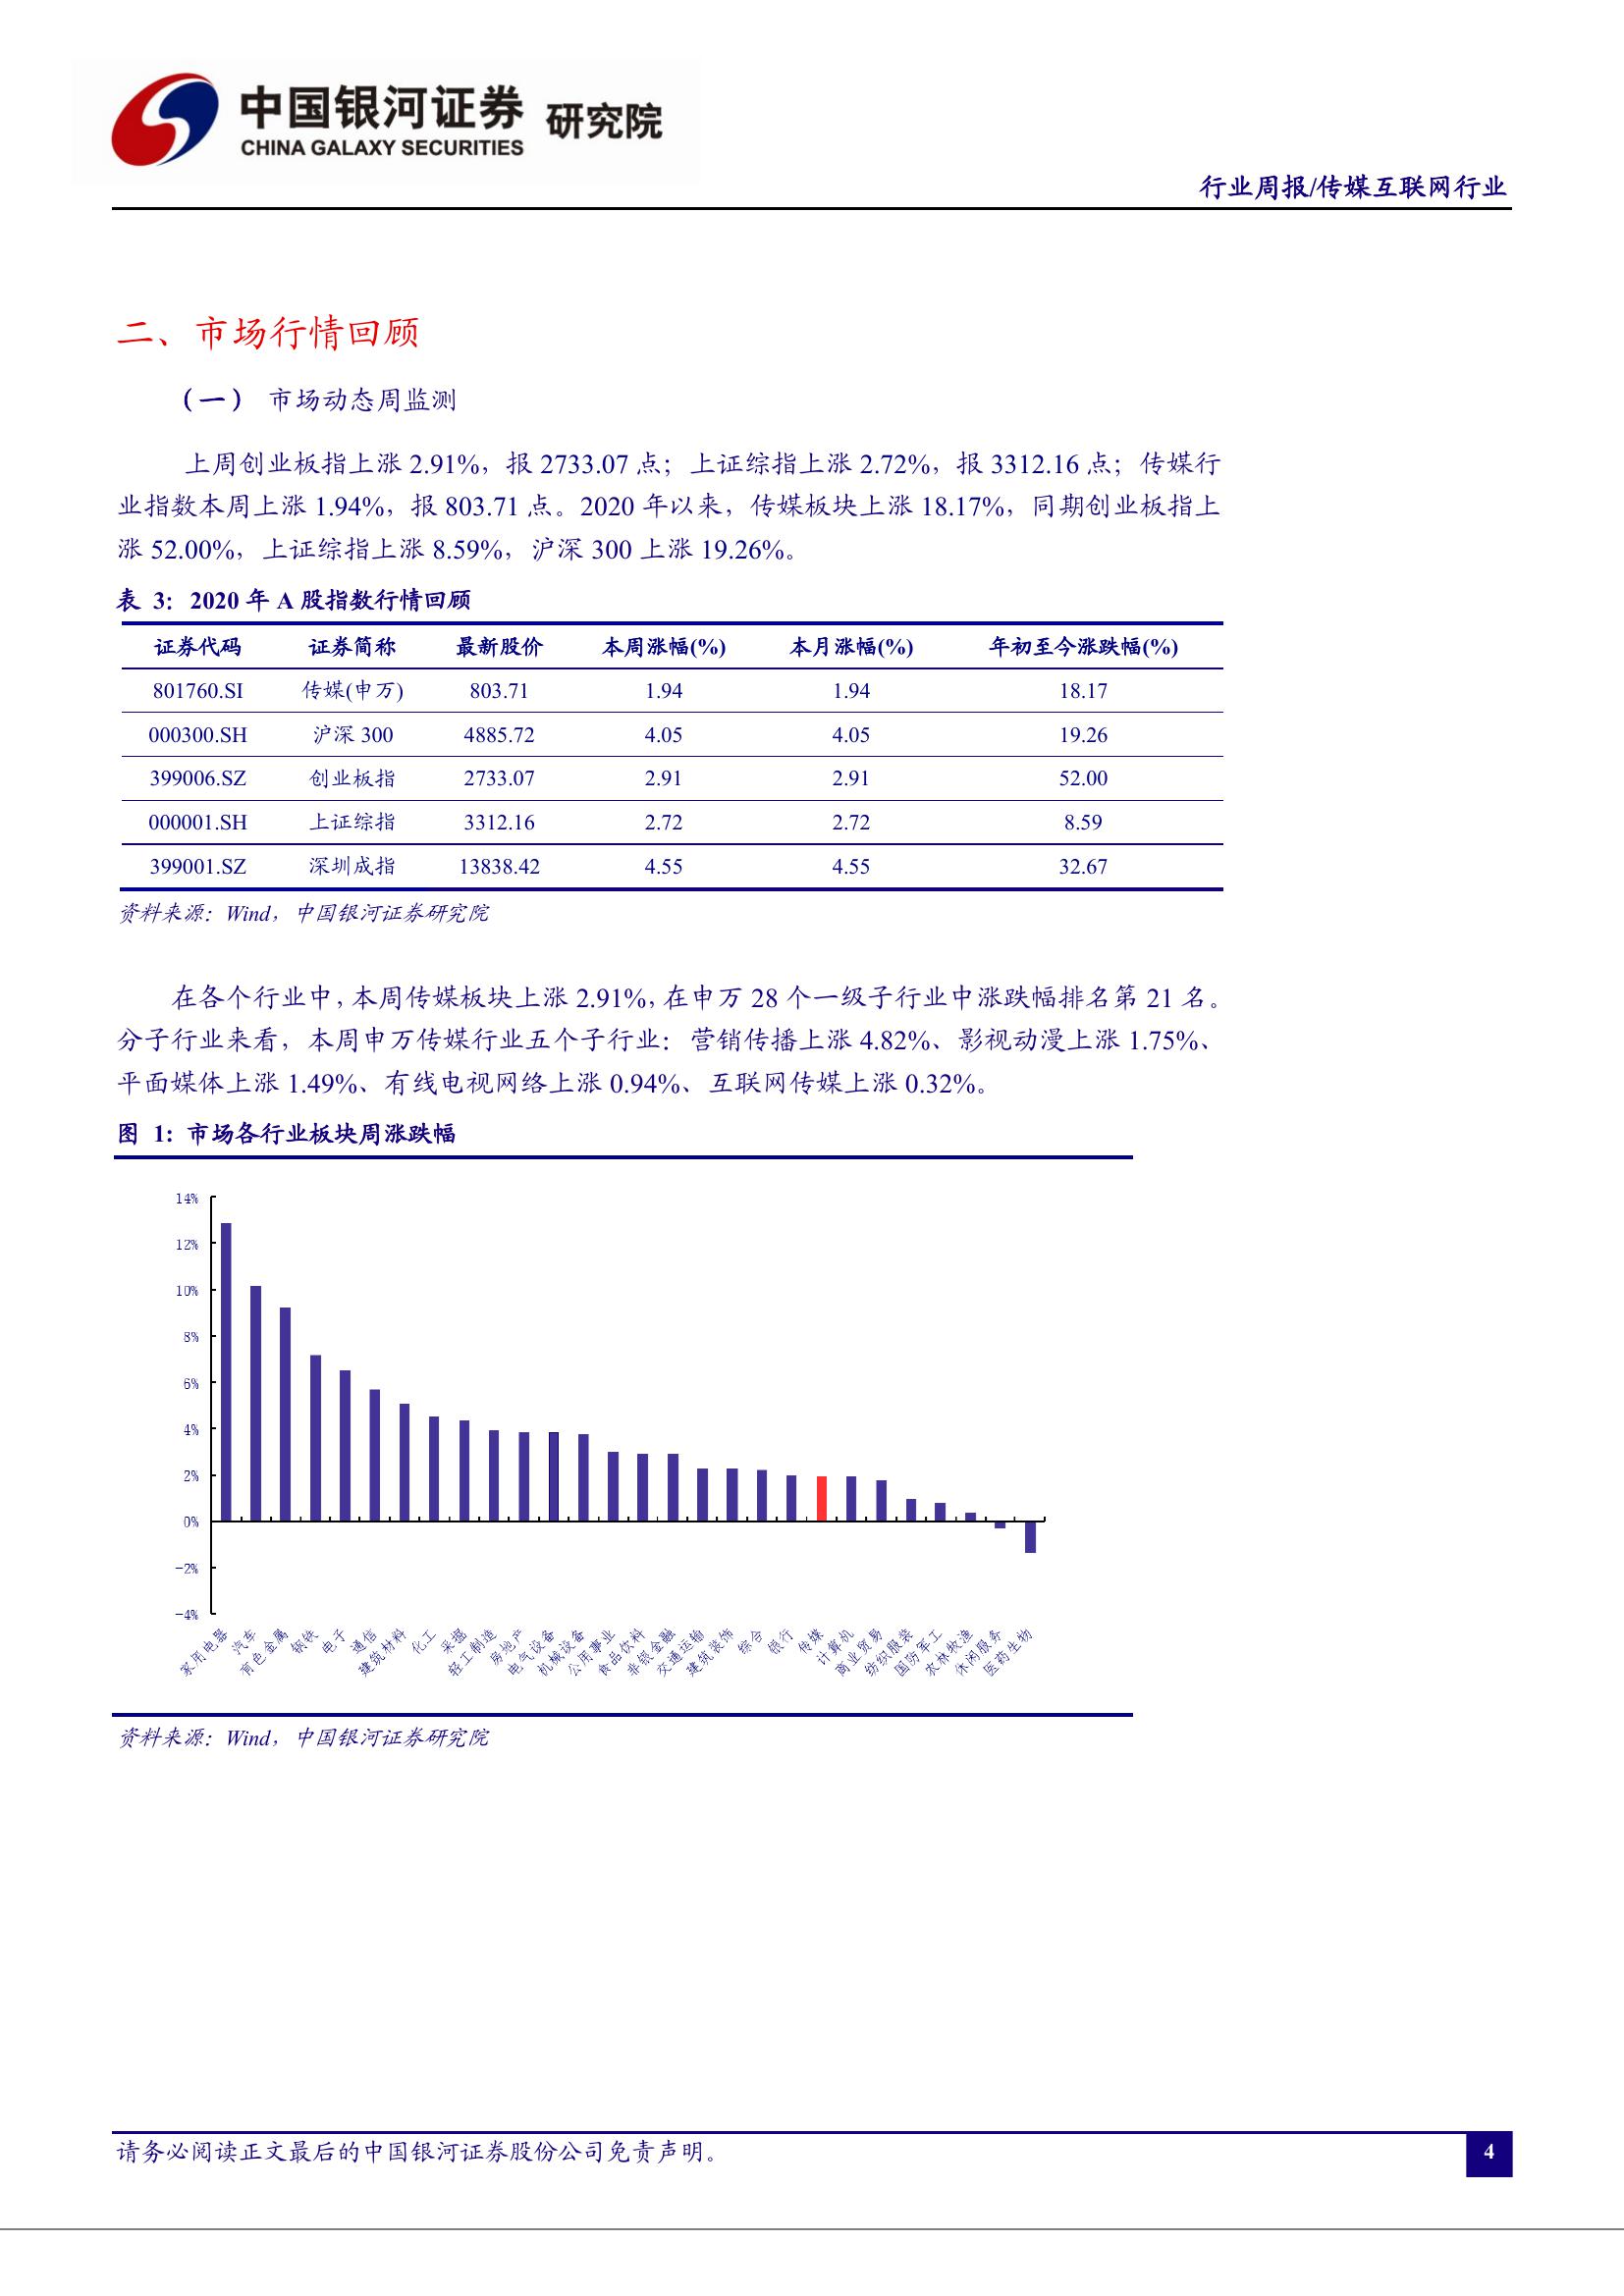 中国银河证券 研究院
CHINA GALAXY SECURITIES
行业周报/传媒互联网行业
二、市场行情回顾
（一） 市场动态周监测
上周创业板指上涨 2.91%，报 2733.07 点；上证综指上涨 2.72%，报 3312.16 点；传媒行
业指数本周上涨 1.94%，报 803.71 点。2020 年以来，传媒板块上涨 18.17%，同期创业板指上
涨 52.00%，上证综指上涨 8.59%，沪深 300 上涨 19.26%。
表 3：2020 年 A 股指数行情回顾
证券代码 证券简称 最新股价 本周涨幅(%) 本月涨幅(%) 年初至今涨跌幅(%)
801760.SI 传媒(申万) 803.71 1.94 1.94 18.17
000300.SH 沪深 300 4885.72 4.05 4.05 19.26
399006.SZ 创业板指 2733.07 2.91 2.91 52.00
000001.SH 上证综指 3312.16 2.72 2.72 8.59
399001.SZ 深圳成指 13838.42 4.55 4.55 32.67
资料来源：Wind，中国银河证券研究院
在各个行业中，本周传媒板块上涨 2.91%，在申万 28 个一级子行业中涨跌幅排名第 21 名。
分子行业来看，本周申万传媒行业五个子行业：营销传播上涨 4.82%、影视动漫上涨 1.75%、
平面媒体上涨 1.49%、有线电视网络上涨 0.94%、互联网传媒上涨 0.32%。
图 1：市场各行业板块周涨跌幅
14%
12%
10%
8%
6%
4%
2%
0%
-2%
-4%
家用电器
汽车
有色金属
钢铁
电子
通信
建筑材料
化工
采掘
轻工制造
房地产
电气设备
机械设备
公用事业
食品饮料
非银金融
交通运输
建筑装饰
综合
银行
传媒
计算机
商业贸易
纺织服装
国防军工
农林牧渔
休闲服务
医药生物
资料来源：Wind，中国银河证券研究院
请务必阅读正文最后的中国银河证券股份公司免责声明。
4